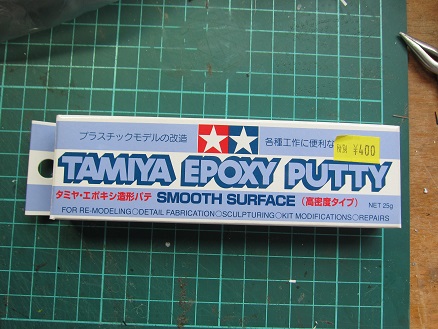 プラスチックモデルの改造
各種工作に便利な
¥400
TAMIYA EPOXY PUTTY
タミヤ・エポキシ造形パテ SMOOTH SURFACE (高密度タイプ) NET 25g
FOR RE-MODELING○DETAIL FABRICATION○SCULPTURING○KIT MODIFICATIONS○REPAIRS